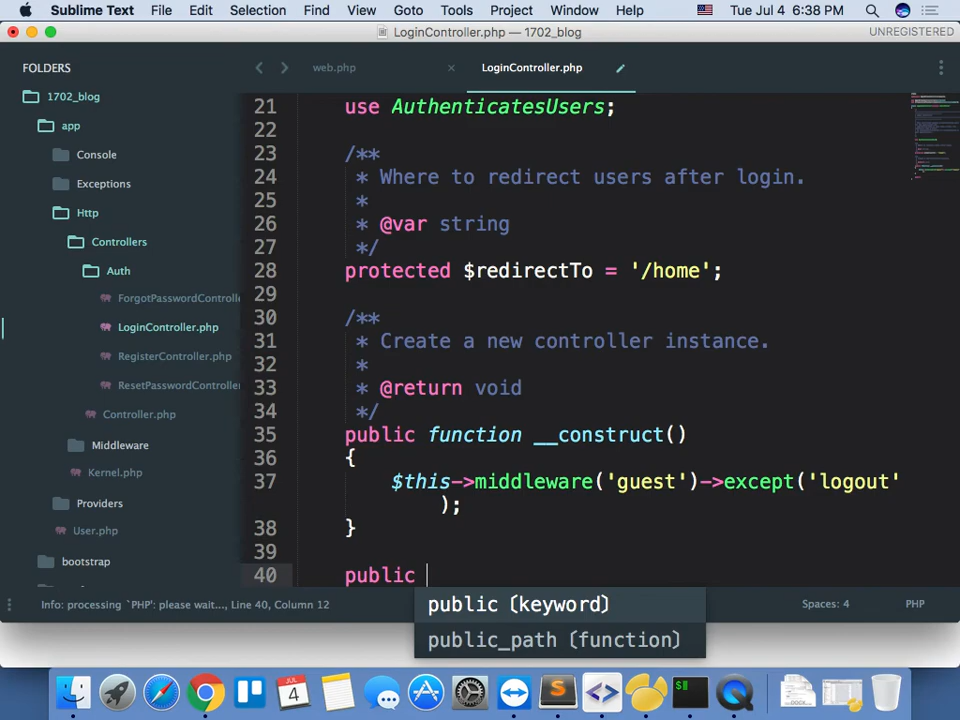 Sublime Text File Edit Selection Find View Goto Tools Project Window Help Tue Jul 4 6:38 PM
LoginController.php — 1702_blog UNREGISTERED
FOLDERS
1702_blog
app
Console
Exceptions
Http
Controllers
Auth
ForgotPasswordControlle
LoginController.php
RegisterController.php
ResetPasswordController
Controller.php
Middleware
Kernel.php
Providers
User.php
bootstrap
web.php LoginController.php
21 use AuthenticatesUsers;
22
23 /**
24 * Where to redirect users after login.
25 *
26 * @var string
27 */
28 protected $redirectTo = '/home';
29
30 /**
31 * Create a new controller instance.
32 *
33 * @return void
34 */
35 public function __construct()
36 {
37 $this->middleware('guest')->except('logout'
);
38 }
39
40 public
public (keyword)
public_path (function)
Info: processing `PHP': please wait..., Line 40, Column 12 Spaces: 4 PHP